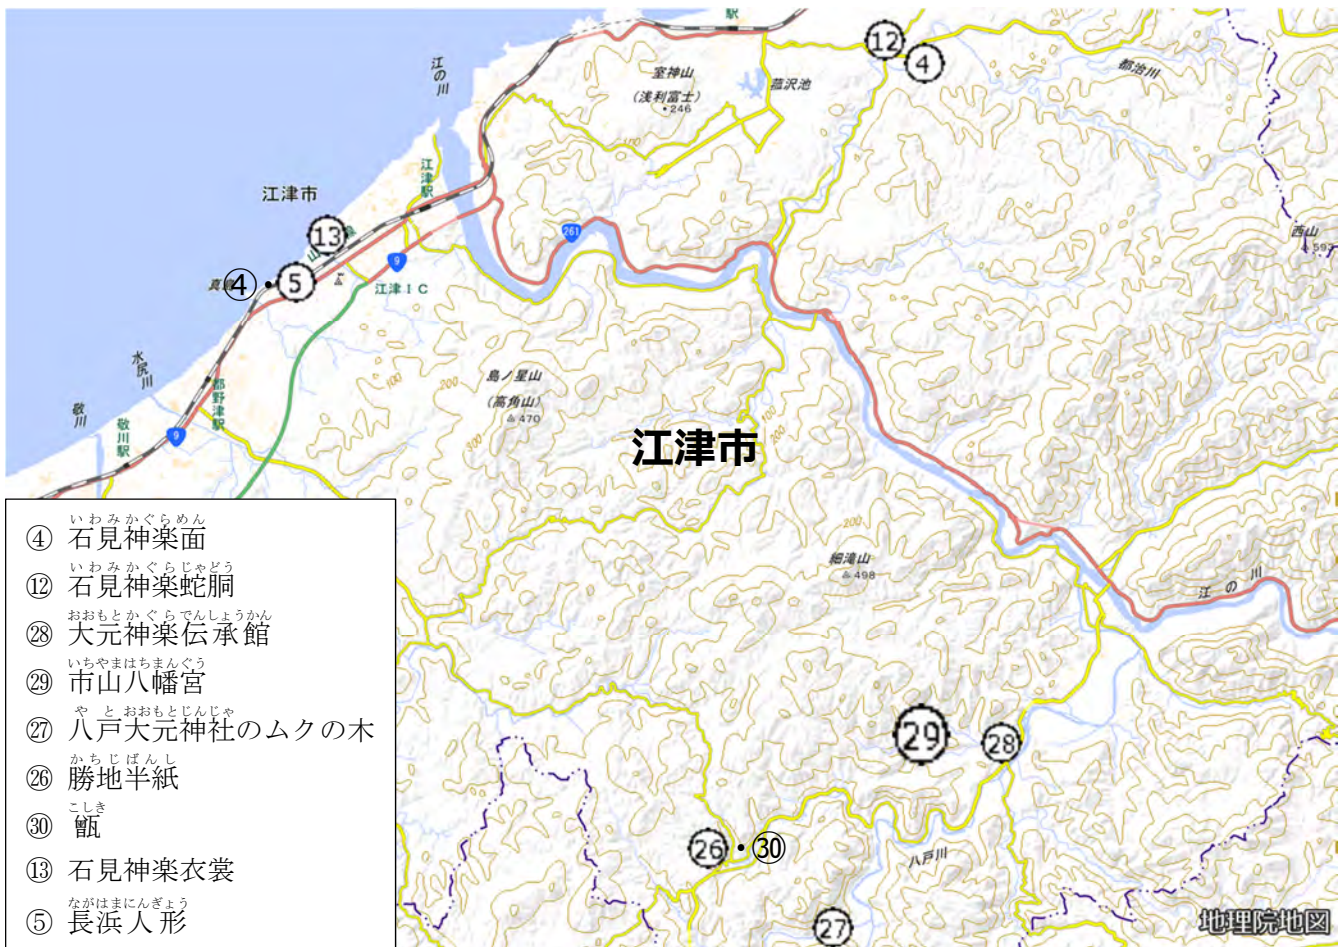 駅
⑫
④
都治川
江の川
室神山
(浅利富士)
・246
菰沢池
100
江津駅
江津市
261
西山
593
⑬
山
9
④
⑤
江津IC
水尻川
島ノ星山
(高角山)
470
100
200
300
100
200
敬川
都野津駅
敬川駅
9
江津市
200
細滝山
498
江の川
㉙
㉘
㉖
㉚
八戸川
㉗
地理院地図
いわみかぐらめん
④ 石見神楽面
いわみかぐらじゃどう
⑫ 石見神楽蛇胴
おおもとかぐらでんしょうかん
㉘ 大元神楽伝承館
いちやまはちまんぐう
㉙ 市山八幡宮
やとおおもとじんじゃ
㉗ 八戸大元神社のムクの木
かちじばんし
㉖ 勝地半紙
こしき
㉚ 甑
⑬ 石見神楽衣裳
ながはまにんぎょう
⑤ 長浜人形